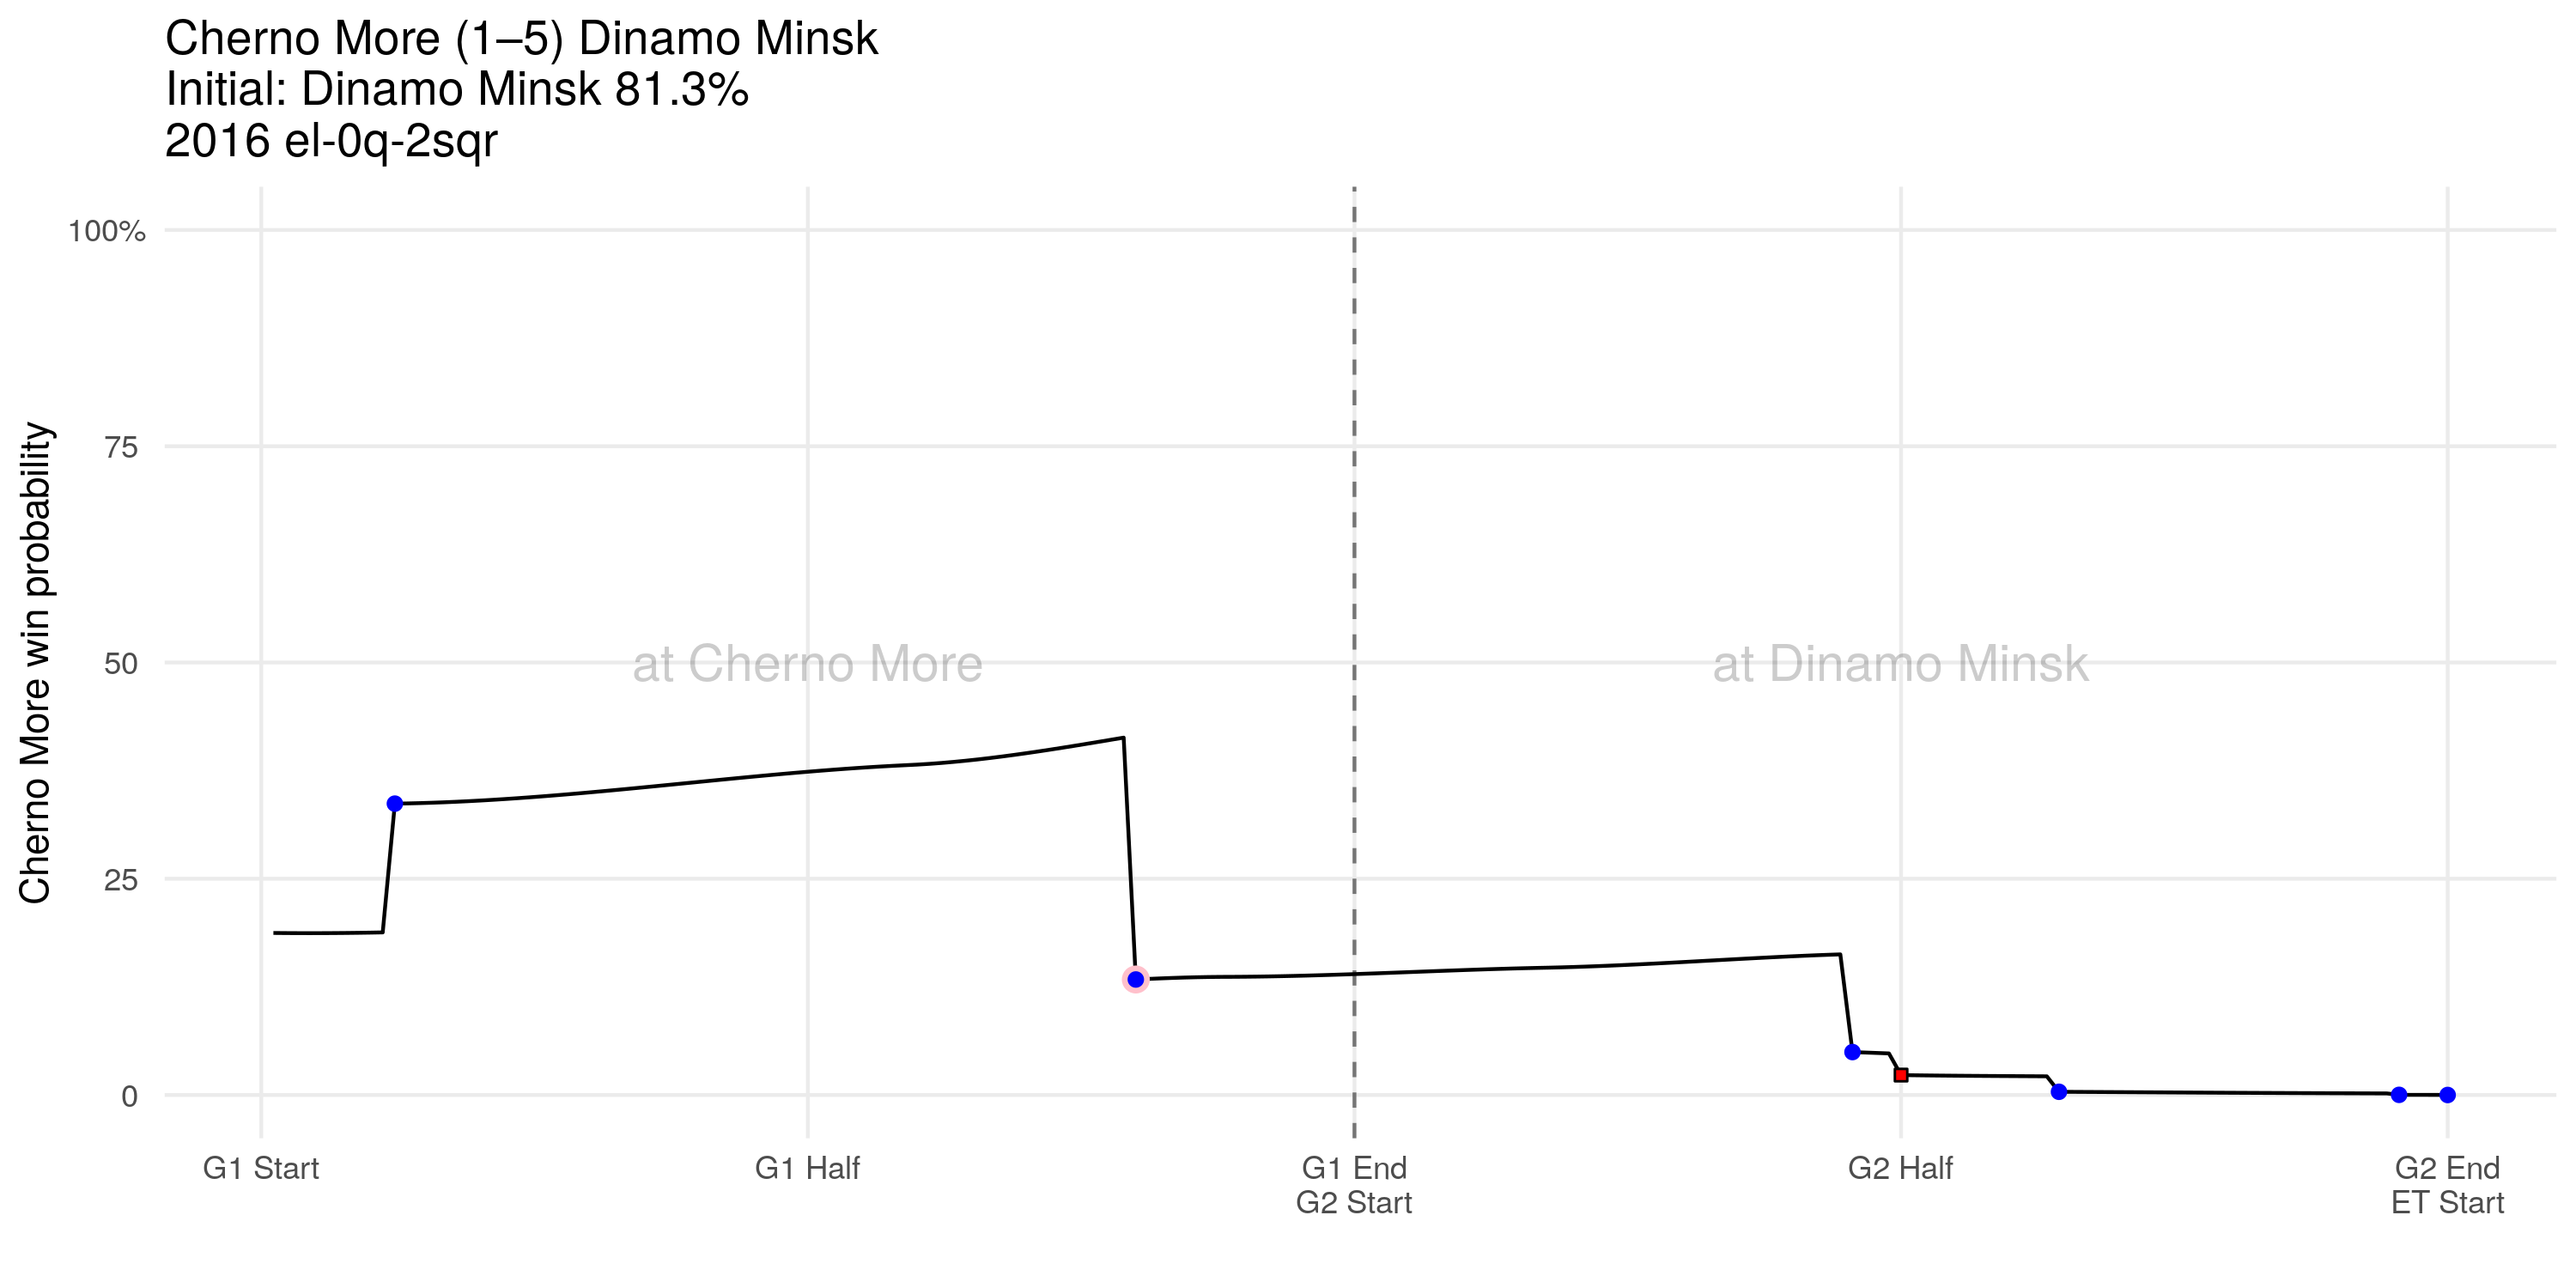 Cherno More (1–5) Dinamo Minsk
Initial: Dinamo Minsk 81.3%
2016 el-0q-2sqr
Cherno More win probability
100%
75
50
25
0
at Cherno More
at Dinamo Minsk
G1 Start
G1 Half
G1 End
G2 Start
G2 Half
G2 End
ET Start